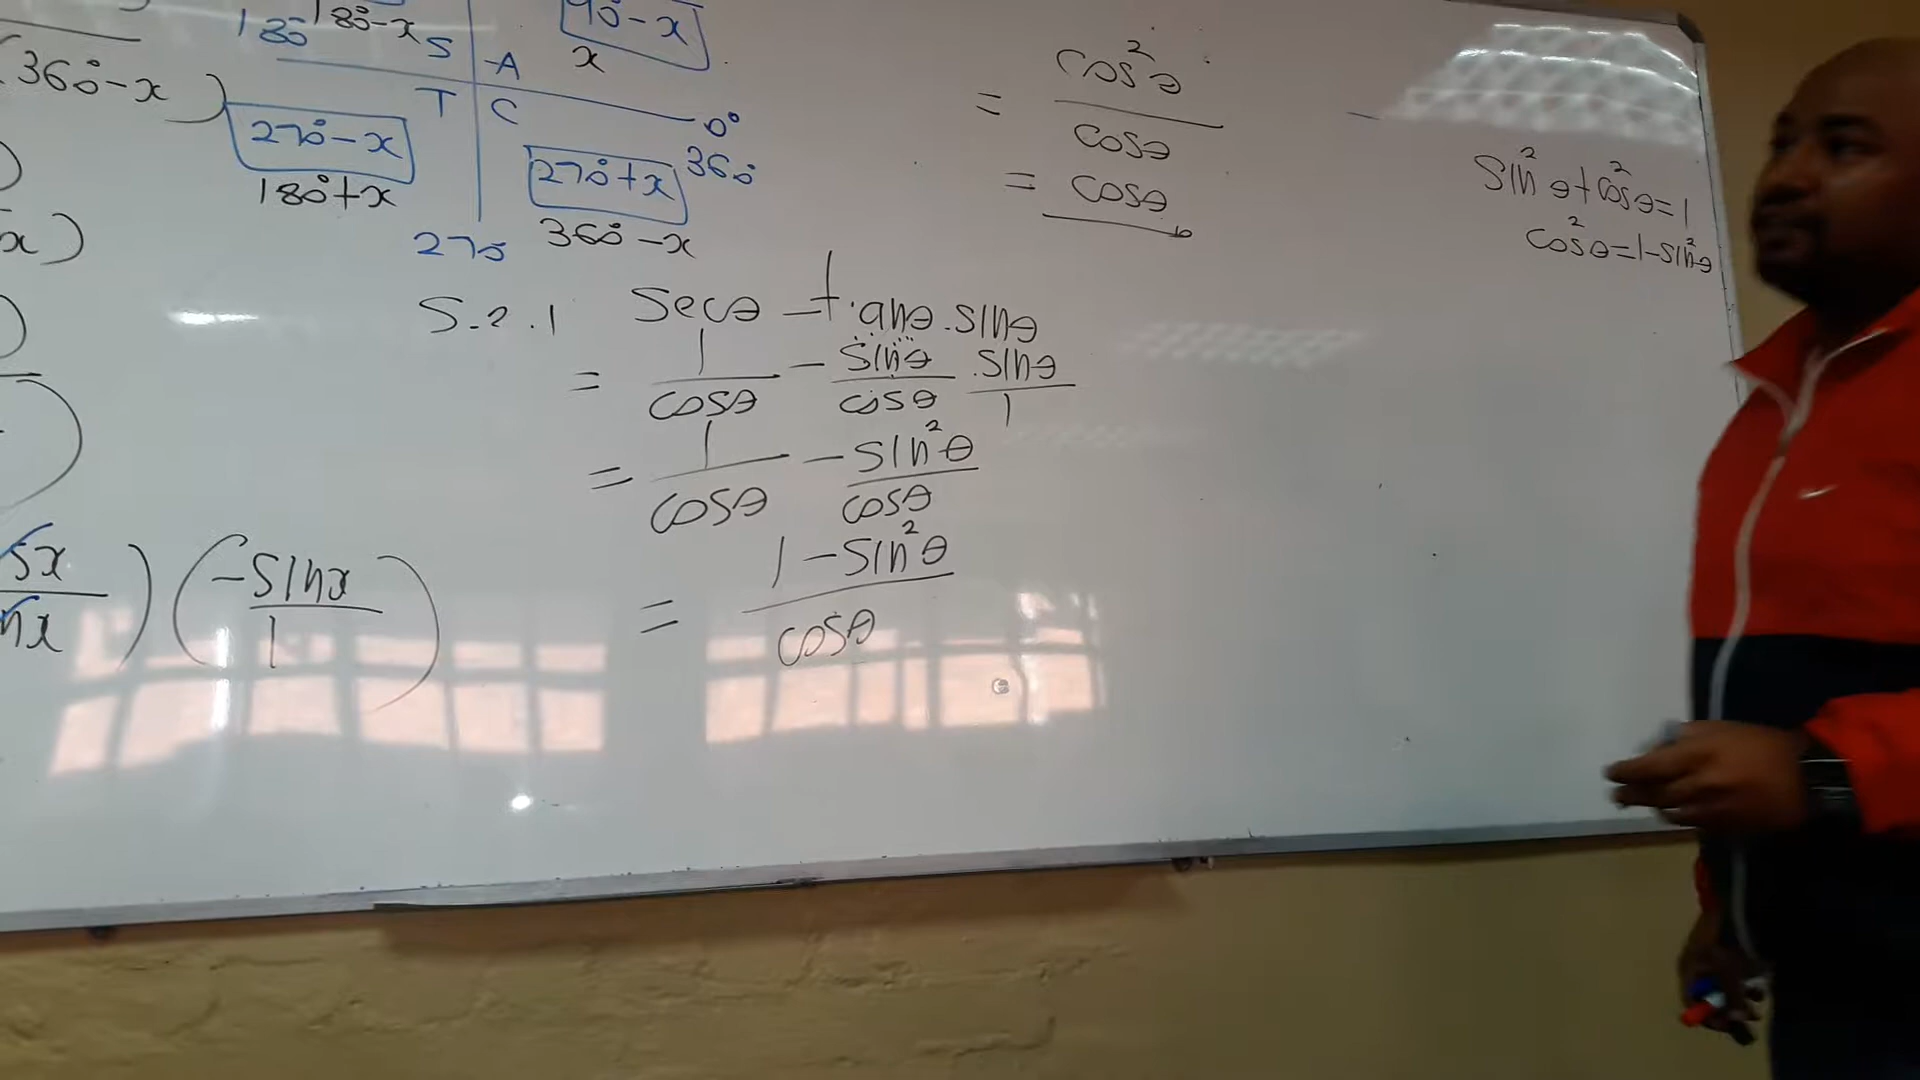 180° 180°-x S
A
90°-x
x
(360°-x)
T C
0°
360°
270°-x
180°+x
270°+x
360°-x
270°
x)
5.2.1 secθ - tanθ.sinθ
= 1/cosθ - sinθ/cosθ . sinθ/1
= 1/cosθ - sin²θ/cosθ
= 1-sin²θ/cosθ
(-sinx/1)
= cos²θ/cosθ
= cosθ
sin²θ+cos²θ=1
cos²θ=1-sin²θ